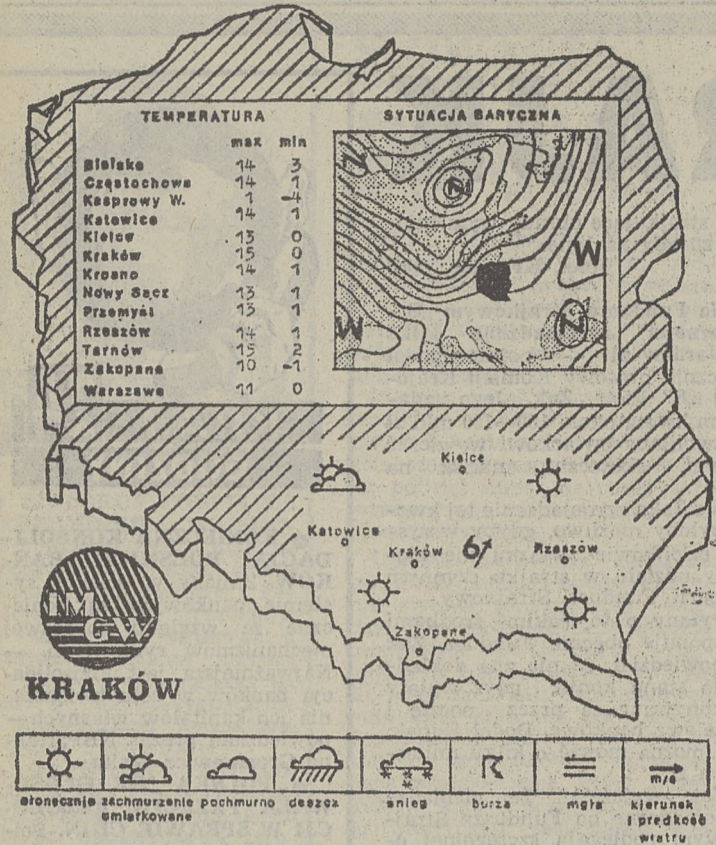 TEMPERATURA
max min
Bielsko 14 3
Częstochowa 14 1
Kasprowy W. 1 -4
Katowice 14 1
Kielce 13 0
Kraków 15 0
Krosno 14 1
Nowy Sącz 13 1
Przemyśl 13 1
Rzeszów 14 1
Tarnów 15 2
Zakopane 10 -1
Warszawa 11 0
SYTUACJA BARYCZNA
N
N
W
W
N
Kielce
Katowice
Kraków
6
Rzeszów
Zakopane
IM
GW
KRAKÓW
m/s
słonecznie
zachmurzenie
umiarkowane
pochmurno
deszcz
śnieg
burza
mgła
kierunek
i prędkość
wiatru